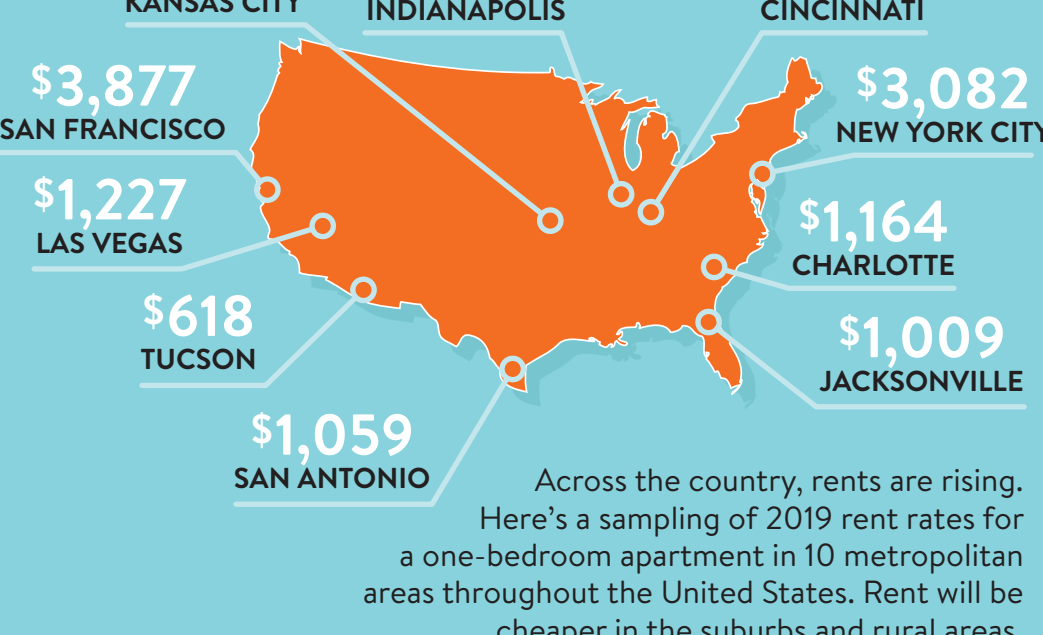 KANSAS CITY
INDIANAPOLIS
CINCINNATI
$3,877
SAN FRANCISCO
$3,082
NEW YORK CITY
$1,227
LAS VEGAS
$1,164
CHARLOTTE
$618
TUCSON
$1,009
JACKSONVILLE
$1,059
SAN ANTONIO
Across the country, rents are rising.
Here’s a sampling of 2019 rent rates for
a one-bedroom apartment in 10 metropolitan
areas throughout the United States. Rent will be
cheaper in the suburbs and rural areas.